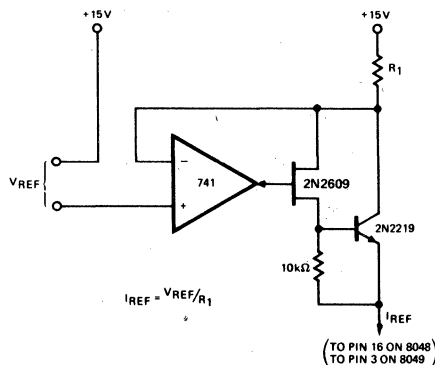 +15V
+15V
R1
VREF
−
741
+
2N2609
2N2219
10kΩ
IREF = VREF/R1
IREF
(TO PIN 16 ON 8048)
(TO PIN 3 ON 8049)